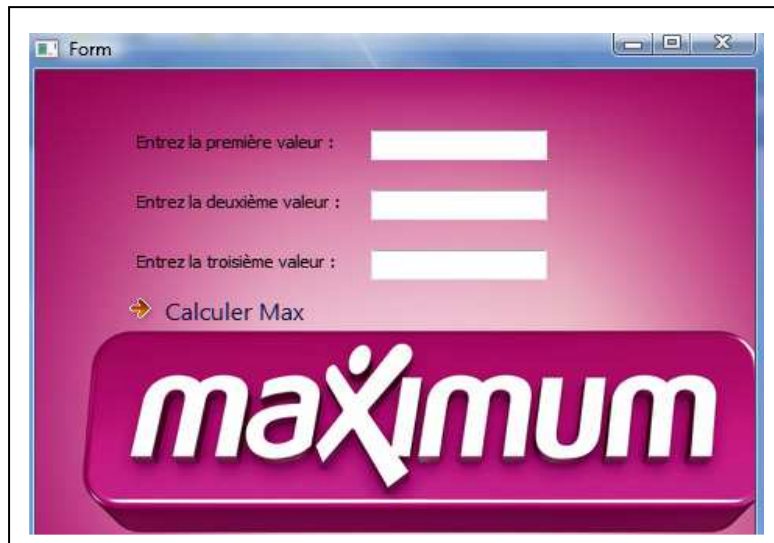 Form
Entrez la première valeur :
Entrez la deuxième valeur :
Entrez la troisième valeur :
Calculer Max
maximum